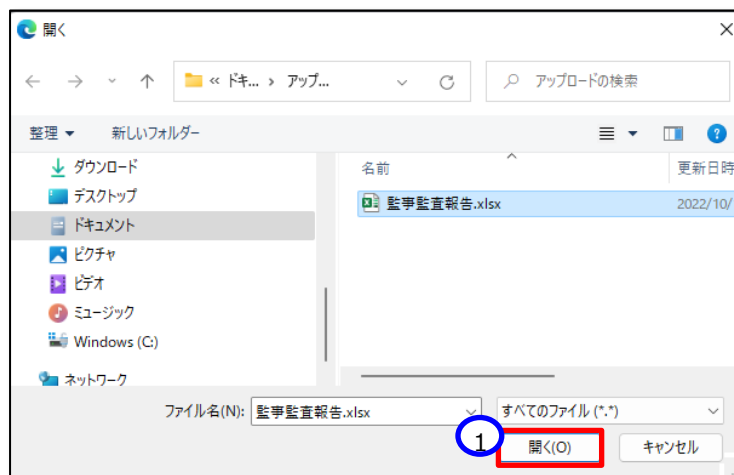 開く
« ドキ... › アップ...
アップロードの検索
整理 新しいフォルダー
名前 更新日時
監事監査報告.xlsx 2022/10/
ダウンロード
デスクトップ
ドキュメント
ピクチャ
ビデオ
ミュージック
Windows (C:)
ネットワーク
ファイル名(N): 監事監査報告.xlsx すべてのファイル (*.*)
1 開く(O) キャンセル